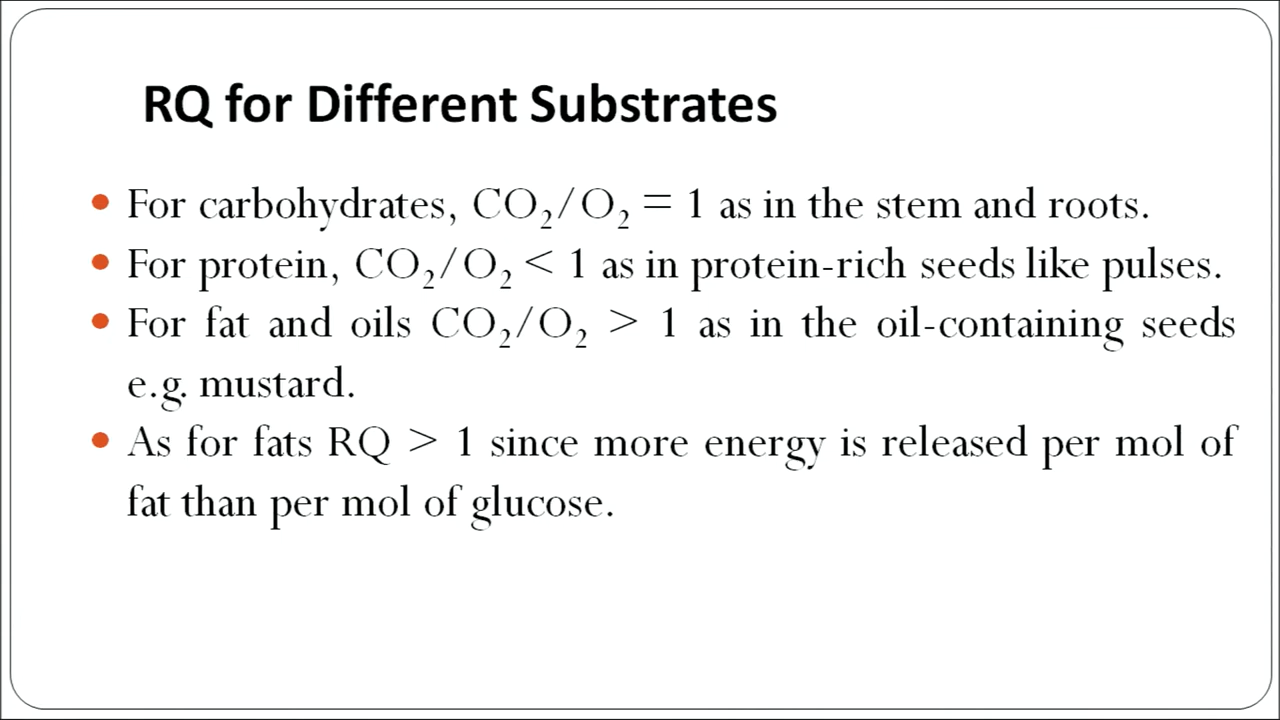 RQ for Different Substrates
• For carbohydrates, CO₂/O₂ = 1 as in the stem and roots.
• For protein, CO₂/O₂ < 1 as in protein-rich seeds like pulses.
• For fat and oils CO₂/O₂ > 1 as in the oil-containing seeds
e.g. mustard.
• As for fats RQ > 1 since more energy is released per mol of
fat than per mol of glucose.